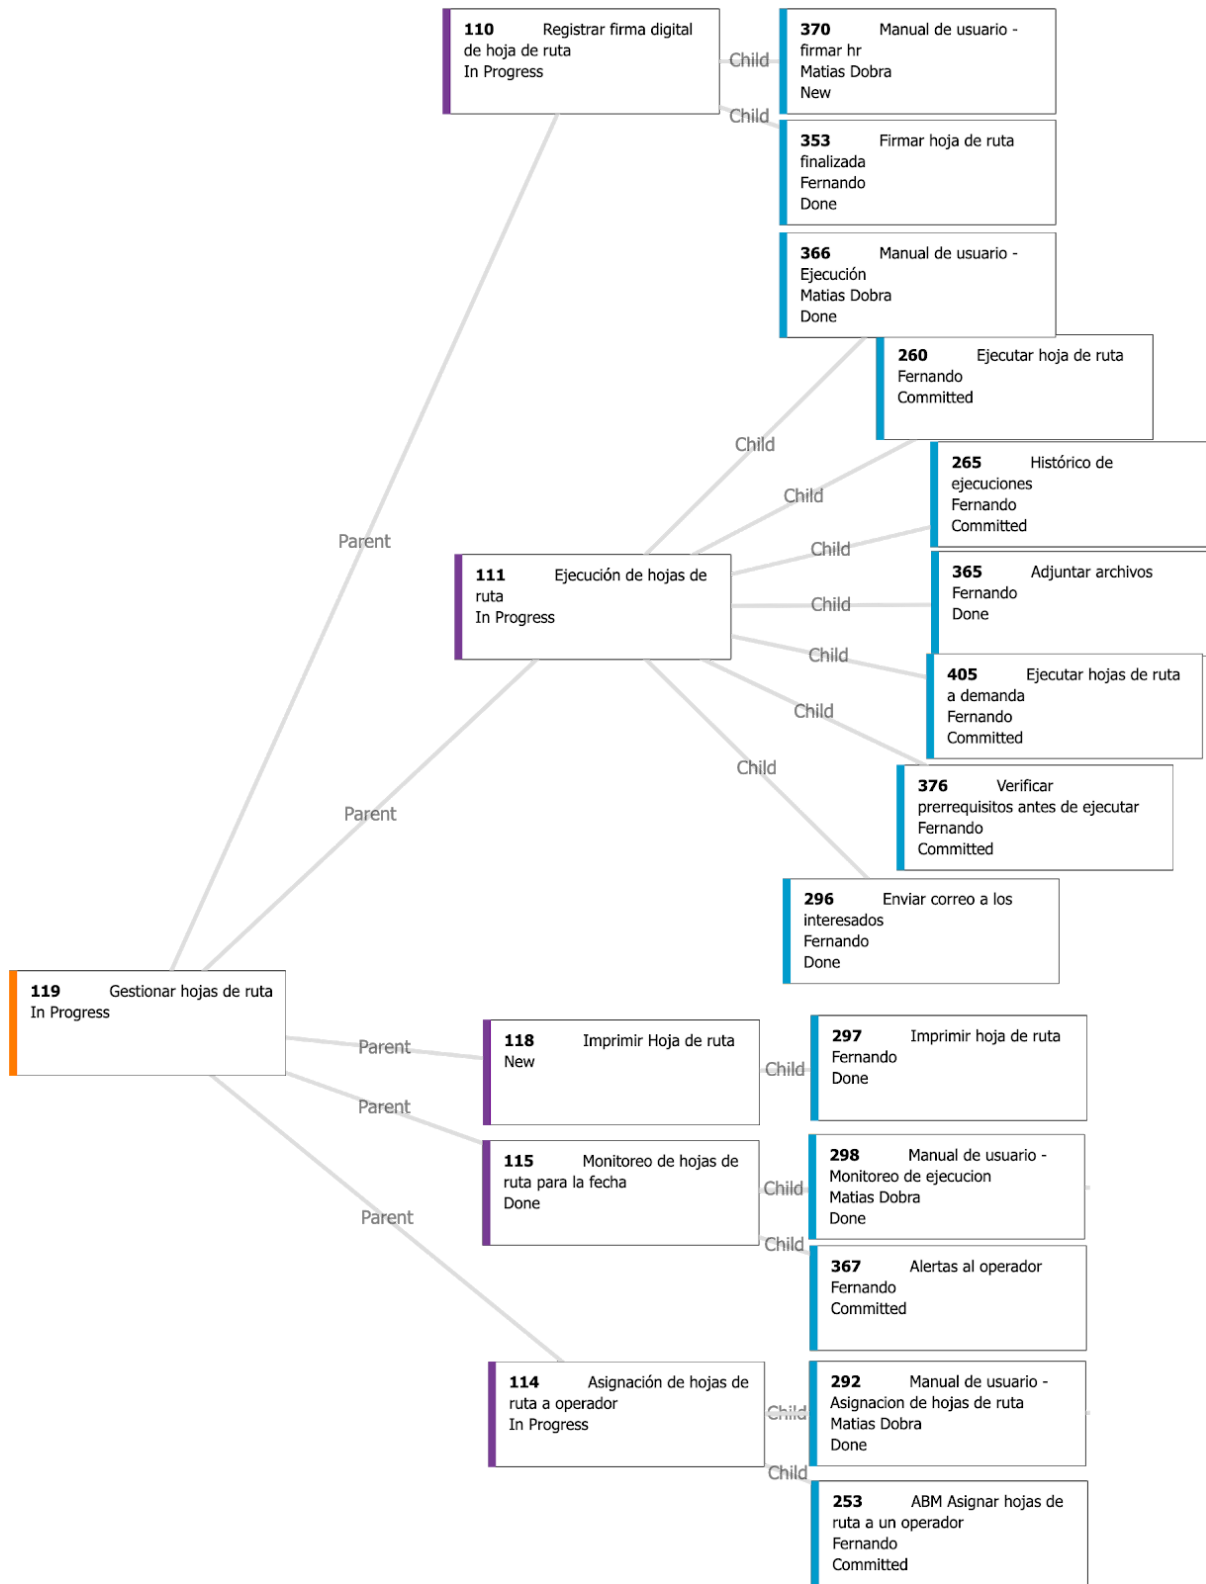 110 Registrar firma digital
de hoja de ruta
In Progress
Child
370 Manual de usuario -
firmar hr
Matias Dobra
New
Child
353 Firmar hoja de ruta
finalizada
Fernando
Done
366 Manual de usuario -
Ejecución
Matias Dobra
Done
260 Ejecutar hoja de ruta
Fernando
Committed
Child
265 Histórico de
ejecuciones
Fernando
Committed
Child
Parent
Child
111 Ejecución de hojas de
ruta
In Progress
365 Adjuntar archivos
Fernando
Done
Child
Child
405 Ejecutar hojas de ruta
a demanda
Fernando
Committed
Child
Child
376 Verificar
prerrequisitos antes de ejecutar
Fernando
Committed
Parent
296 Enviar correo a los
interesados
Fernando
Done
119 Gestionar hojas de ruta
In Progress
Parent
118 Imprimir Hoja de ruta
New
Child
297 Imprimir hoja de ruta
Fernando
Done
Parent
115 Monitoreo de hojas de
ruta para la fecha
Done
Child
298 Manual de usuario -
Monitoreo de ejecucion
Matias Dobra
Done
Child
367 Alertas al operador
Fernando
Committed
Parent
114 Asignación de hojas de
ruta a operador
In Progress
Child
292 Manual de usuario -
Asignacion de hojas de ruta
Matias Dobra
Done
Child
253 ABM Asignar hojas de
ruta a un operador
Fernando
Committed